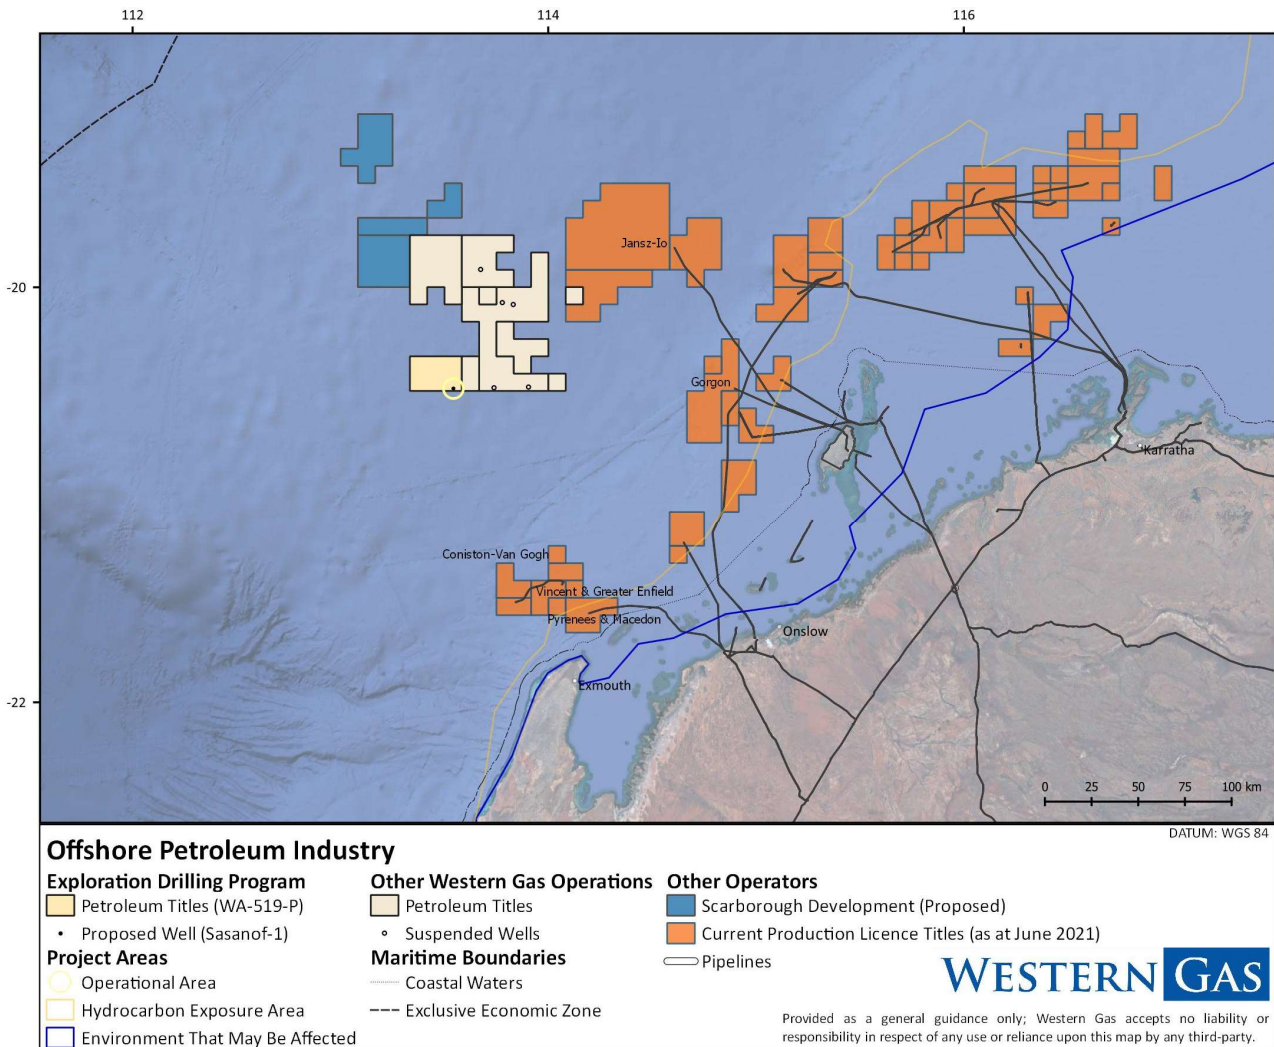 112
114
116
-20
-22
Jansz-Io
Gorgon
Karratha
Coniston-Van Gogh
Vincent & Greater Enfield
Pyrenees & Macedon
Onslow
Exmouth
0 25 50 75 100 km
DATUM: WGS 84
Offshore Petroleum Industry
Exploration Drilling Program
Petroleum Titles (WA-519-P)
Proposed Well (Sasanof-1)
Project Areas
Operational Area
Hydrocarbon Exposure Area
Environment That May Be Affected
Other Western Gas Operations
Petroleum Titles
Suspended Wells
Maritime Boundaries
Coastal Waters
Exclusive Economic Zone
Other Operators
Scarborough Development (Proposed)
Current Production Licence Titles (as at June 2021)
Pipelines
WESTERN GAS
Provided as a general guidance only; Western Gas accepts no liability or
responsibility in respect of any use or reliance upon this map by any third-party.